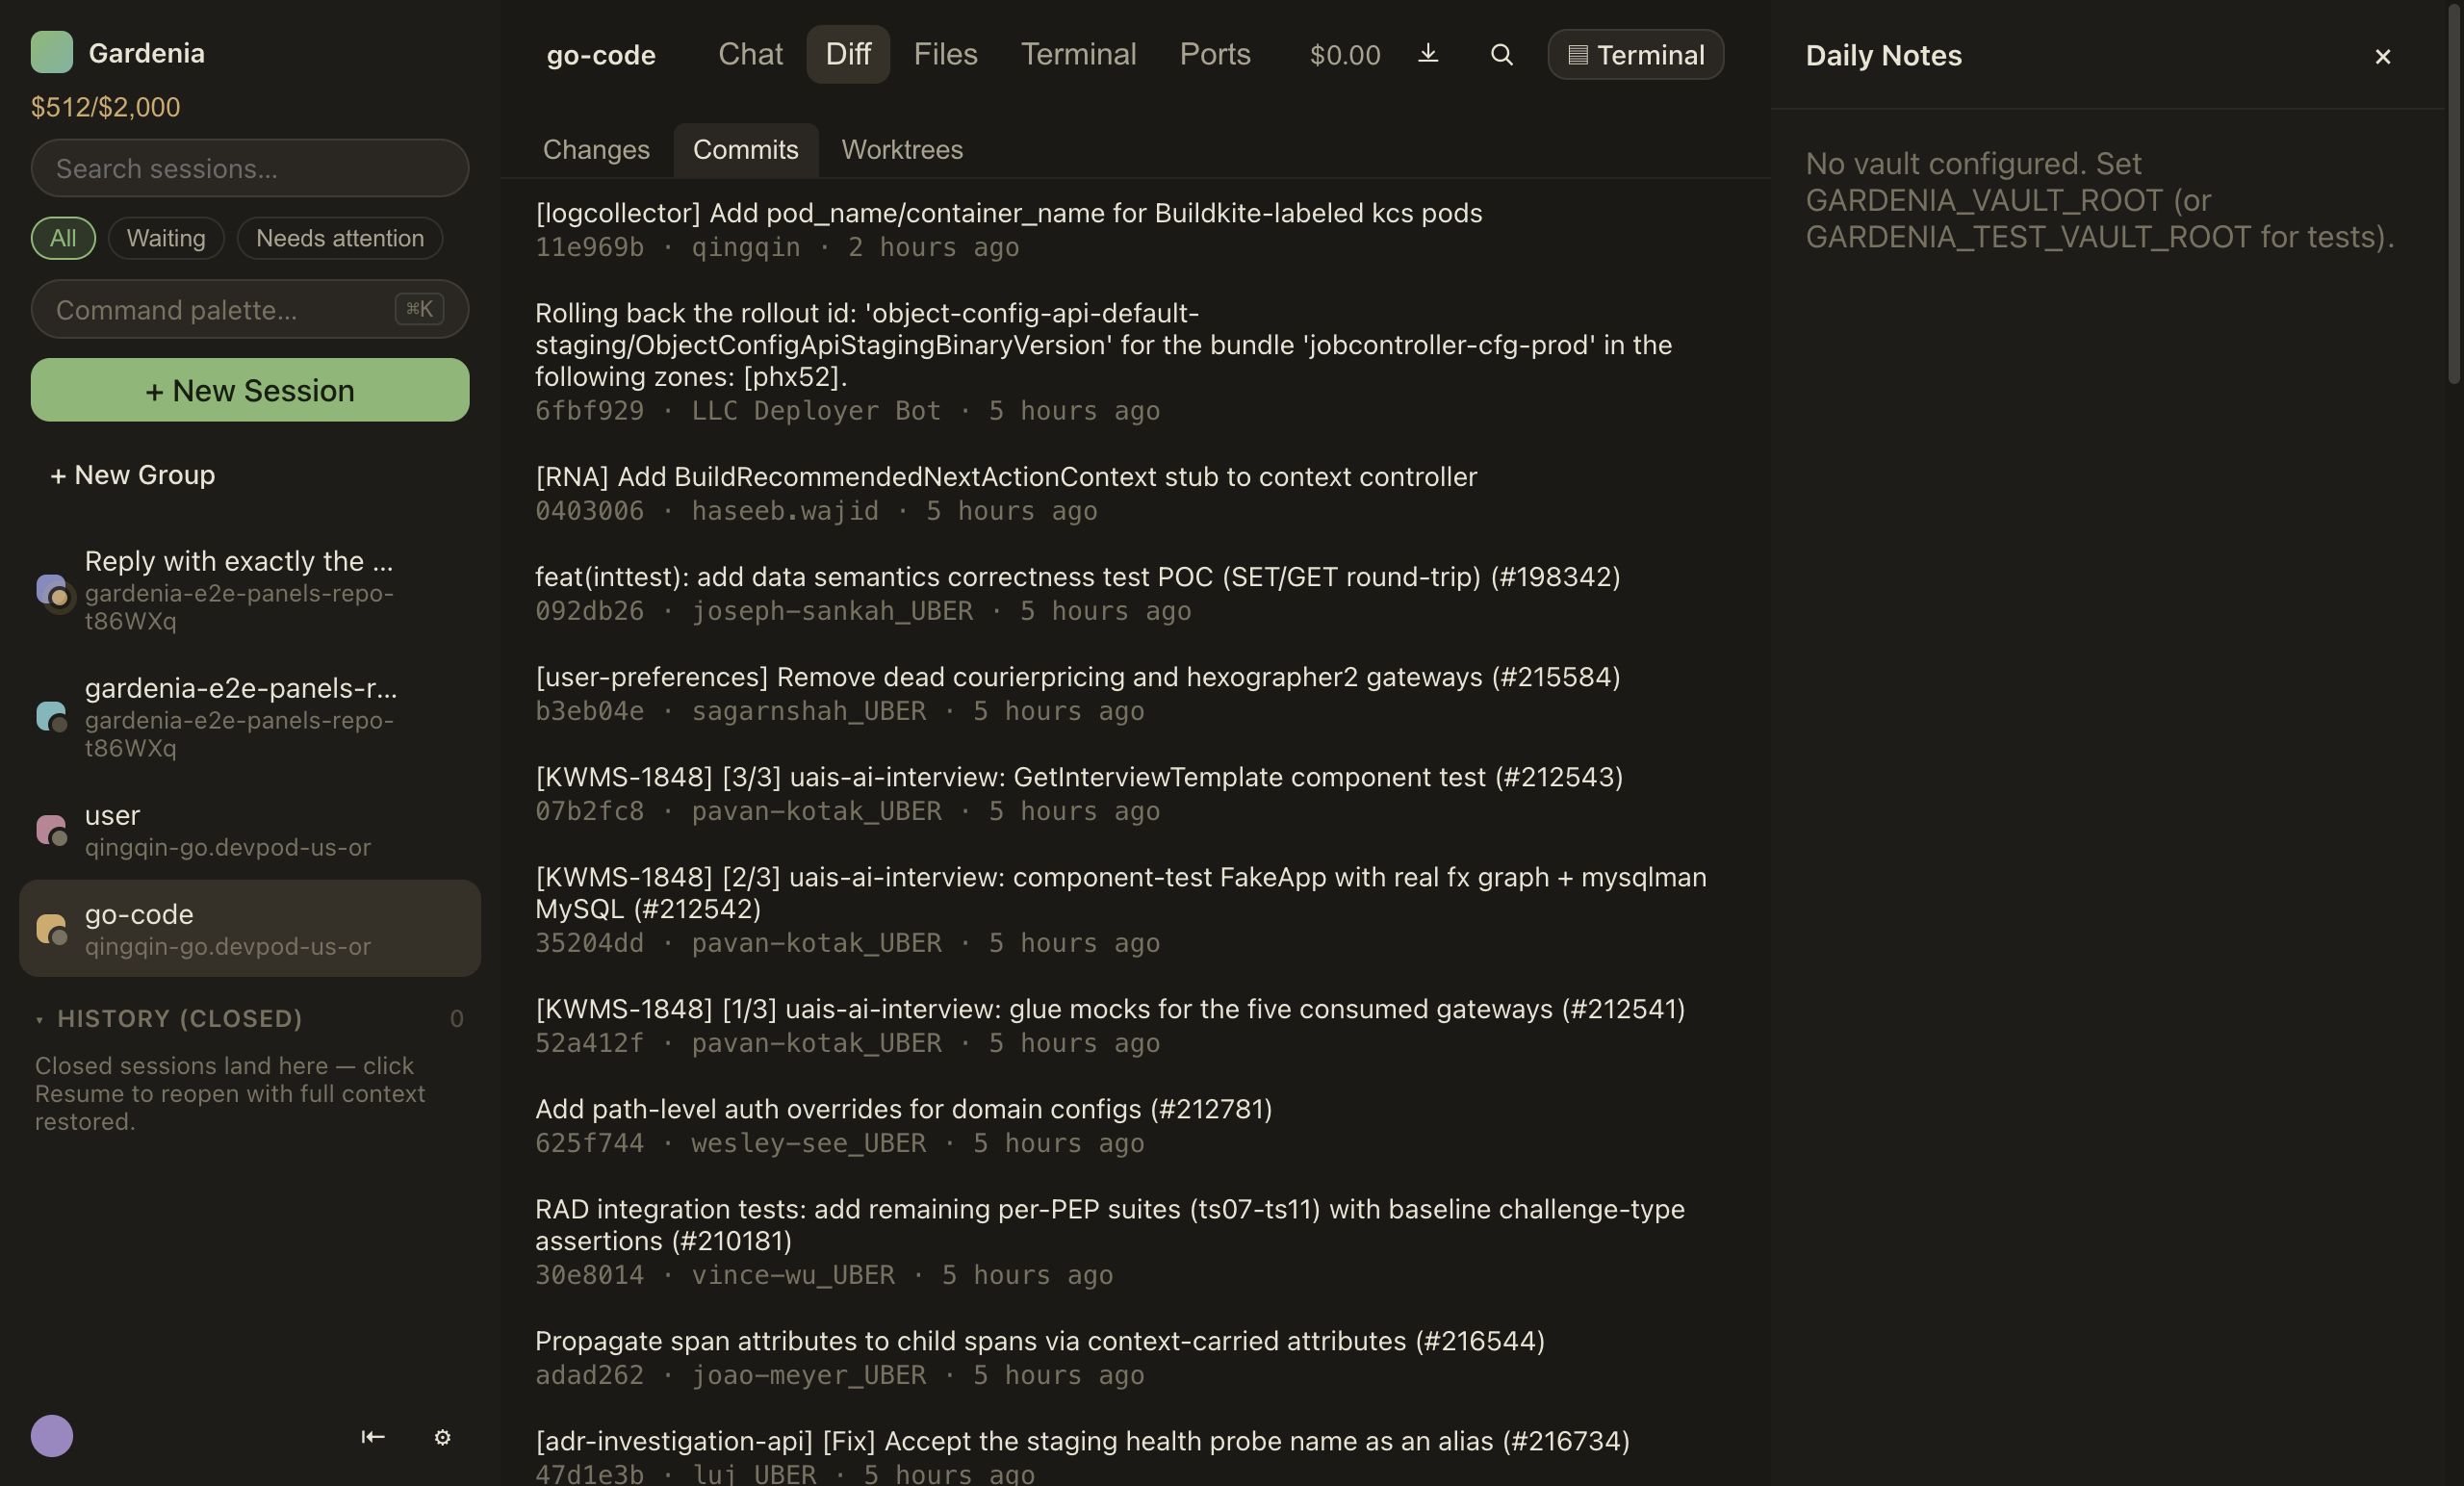 Gardenia
$512/$2,000
Search sessions...
All
Waiting
Needs attention
Command palette...
⌘K
+ New Session
+ New Group
Reply with exactly the ...
gardenia-e2e-panels-repo-
t86WXq
gardenia-e2e-panels-r...
gardenia-e2e-panels-repo-
t86WXq
user
qingqin-go.devpod-us-or
go-code
qingqin-go.devpod-us-or
HISTORY (CLOSED)
0
Closed sessions land here — click
Resume to reopen with full context
restored.
go-code
Chat
Diff
Files
Terminal
Ports
$0.00
Terminal
Changes
Commits
Worktrees
[logcollector] Add pod_name/container_name for Buildkite-labeled kcs pods
11e969b · qingqin · 2 hours ago
Rolling back the rollout id: 'object-config-api-default-
staging/ObjectConfigApiStagingBinaryVersion' for the bundle 'jobcontroller-cfg-prod' in the
following zones: [phx52].
6fbf929 · LLC Deployer Bot · 5 hours ago
[RNA] Add BuildRecommendedNextActionContext stub to context controller
0403006 · haseeb.wajid · 5 hours ago
feat(inttest): add data semantics correctness test POC (SET/GET round-trip) (#198342)
092db26 · joseph-sankah_UBER · 5 hours ago
[user-preferences] Remove dead courierpricing and hexographer2 gateways (#215584)
b3eb04e · sagarnshah_UBER · 5 hours ago
[KWMS-1848] [3/3] uais-ai-interview: GetInterviewTemplate component test (#212543)
07b2fc8 · pavan-kotak_UBER · 5 hours ago
[KWMS-1848] [2/3] uais-ai-interview: component-test FakeApp with real fx graph + mysqlman
MySQL (#212542)
35204dd · pavan-kotak_UBER · 5 hours ago
[KWMS-1848] [1/3] uais-ai-interview: glue mocks for the five consumed gateways (#212541)
52a412f · pavan-kotak_UBER · 5 hours ago
Add path-level auth overrides for domain configs (#212781)
625f744 · wesley-see_UBER · 5 hours ago
RAD integration tests: add remaining per-PEP suites (ts07-ts11) with baseline challenge-type
assertions (#210181)
30e8014 · vince-wu_UBER · 5 hours ago
Propagate span attributes to child spans via context-carried attributes (#216544)
adad262 · joao-meyer_UBER · 5 hours ago
[adr-investigation-api] [Fix] Accept the staging health probe name as an alias (#216734)
47d1e3b · luj_UBER · 5 hours ago
Daily Notes
No vault configured. Set
GARDENIA_VAULT_ROOT (or
GARDENIA_TEST_VAULT_ROOT for tests).